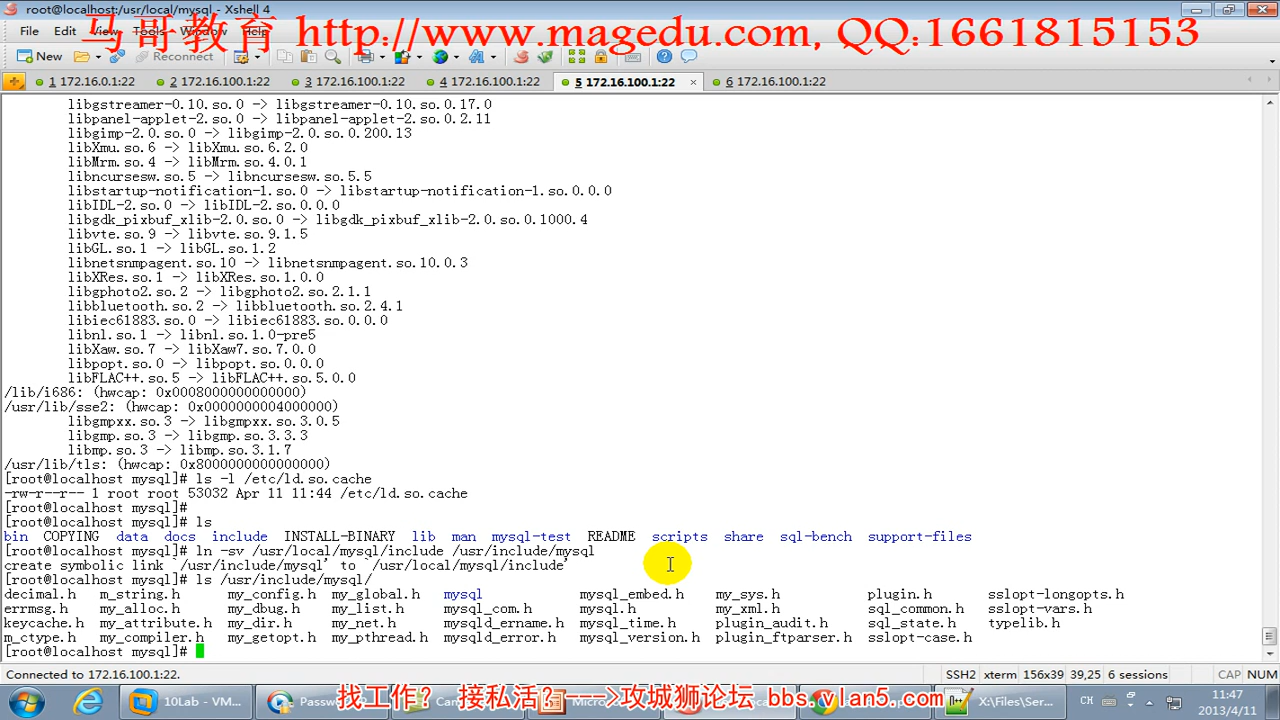 root@localhost:/usr/local/mysql - Xshell 4
File Edit View Tools Window Help
马哥教育 http://www.magedu.com, QQ:1661815153
New Reconnect
1 172.16.0.1:22 2 172.16.100.1:22 3 172.16.100.1:22 4 172.16.100.1:22 5 172.16.100.1:22 × 6 172.16.100.1:22
libgstreamer-0.10.so.0 -> libgstreamer-0.10.so.0.17.0
libpanel-applet-2.so.0 -> libpanel-applet-2.so.0.2.11
libgimp-2.0.so.0 -> libgimp-2.0.so.0.200.13
libXmu.so.6 -> libXmu.so.6.2.0
libMrm.so.4 -> libMrm.so.4.0.1
libncursesw.so.5 -> libncursesw.so.5.5
libstartup-notification-1.so.0 -> libstartup-notification-1.so.0.0.0
libIDL-2.so.0 -> libIDL-2.so.0.0.0
libgdk_pixbuf_xlib-2.0.so.0 -> libgdk_pixbuf_xlib-2.0.so.0.1000.4
libvte.so.9 -> libvte.so.9.1.5
libGL.so.1 -> libGL.so.1.2
libnetsnmpagent.so.10 -> libnetsnmpagent.so.10.0.3
libXRes.so.1 -> libXRes.so.1.0.0
libgphoto2.so.2 -> libgphoto2.so.2.1.1
libbluetooth.so.2 -> libbluetooth.so.2.4.1
libiec61883.so.0 -> libiec61883.so.0.0.0
libnl.so.1 -> libnl.so.1.0-pre5
libXaw.so.7 -> libXaw7.so.7.0.0
libpopt.so.0 -> libpopt.so.0.0.0
libFLAC++.so.5 -> libFLAC++.so.5.0.0
/lib/i686: (hwcap: 0x0008000000000000)
/usr/lib/sse2: (hwcap: 0x0000000004000000)
libgmpxx.so.3 -> libgmpxx.so.3.0.5
libgmp.so.3 -> libgmp.so.3.3.3
libmp.so.3 -> libmp.so.3.1.7
/usr/lib/tls: (hwcap: 0x8000000000000000)
[root@localhost mysql]# ls -l /etc/ld.so.cache
-rw-r--r-- 1 root root 53032 Apr 11 11:44 /etc/ld.so.cache
[root@localhost mysql]#
[root@localhost mysql]# ls
bin COPYING data docs include INSTALL-BINARY lib man mysql-test README scripts share sql-bench support-files
[root@localhost mysql]# ln -sv /usr/local/mysql/include /usr/include/mysql
create symbolic link `/usr/include/mysql' to `/usr/local/mysql/include'
[root@localhost mysql]# ls /usr/include/mysql/
decimal.h m_string.h my_config.h my_global.h mysql mysql_embed.h my_sys.h plugin.h sslopt-longopts.h
errmsg.h my_alloc.h my_dbug.h my_list.h mysql_com.h mysql.h my_xml.h sql_common.h sslopt-vars.h
keycache.h my_attribute.h my_dir.h my_net.h mysqld_ername.h mysql_time.h plugin_audit.h sql_state.h typelib.h
m_ctype.h my_compiler.h my_getopt.h my_pthread.h mysqld_error.h mysql_version.h plugin_ftparser.h sslopt-case.h
[root@localhost mysql]#
Connected to 172.16.100.1:22. SSH2 xterm 156x39 39,25 6 sessions CAP NUM
找工作？ 接私活？--->攻城狮论坛 bbs.vlan5.com
10Lab - VM... Passw Micro X:\Files\Ser... CH 11:47
2013/4/11